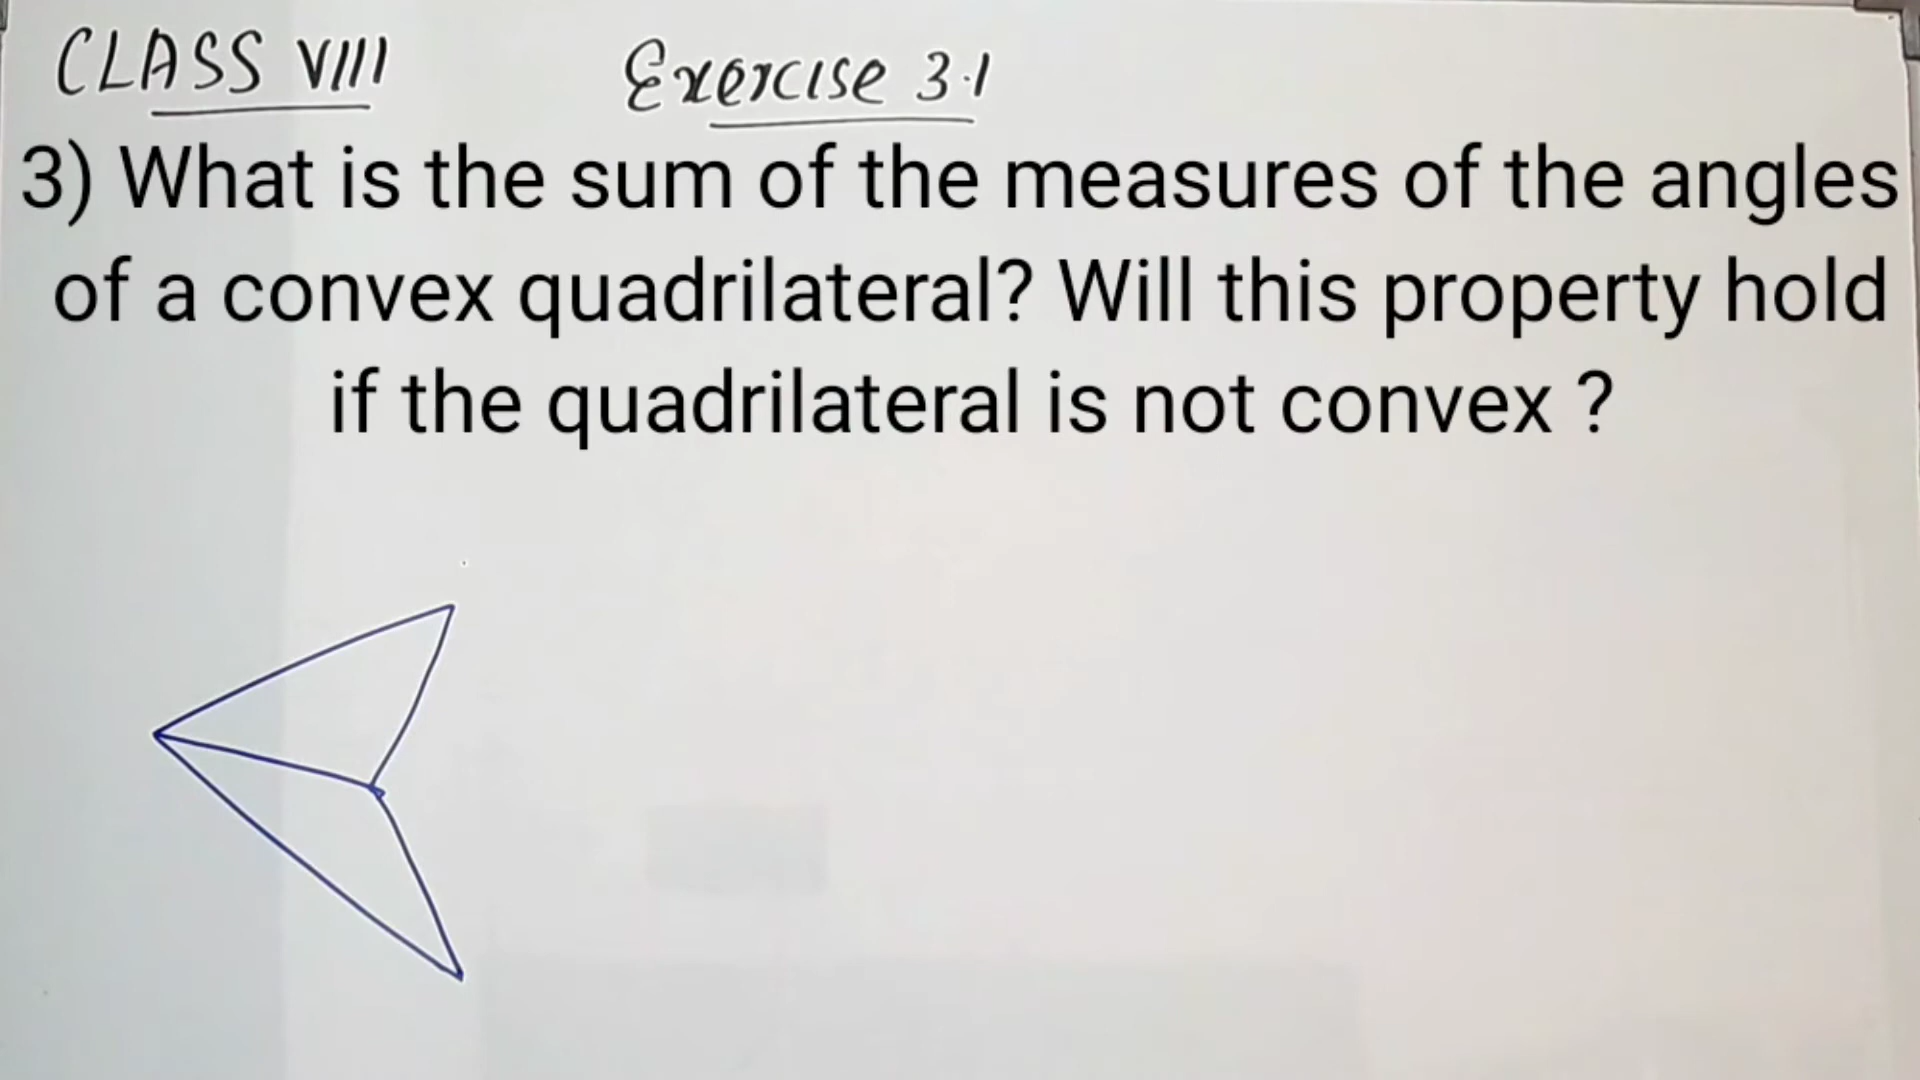 CLASS VIII
Exercise 3.1
3) What is the sum of the measures of the angles
of a convex quadrilateral? Will this property hold
if the quadrilateral is not convex ?